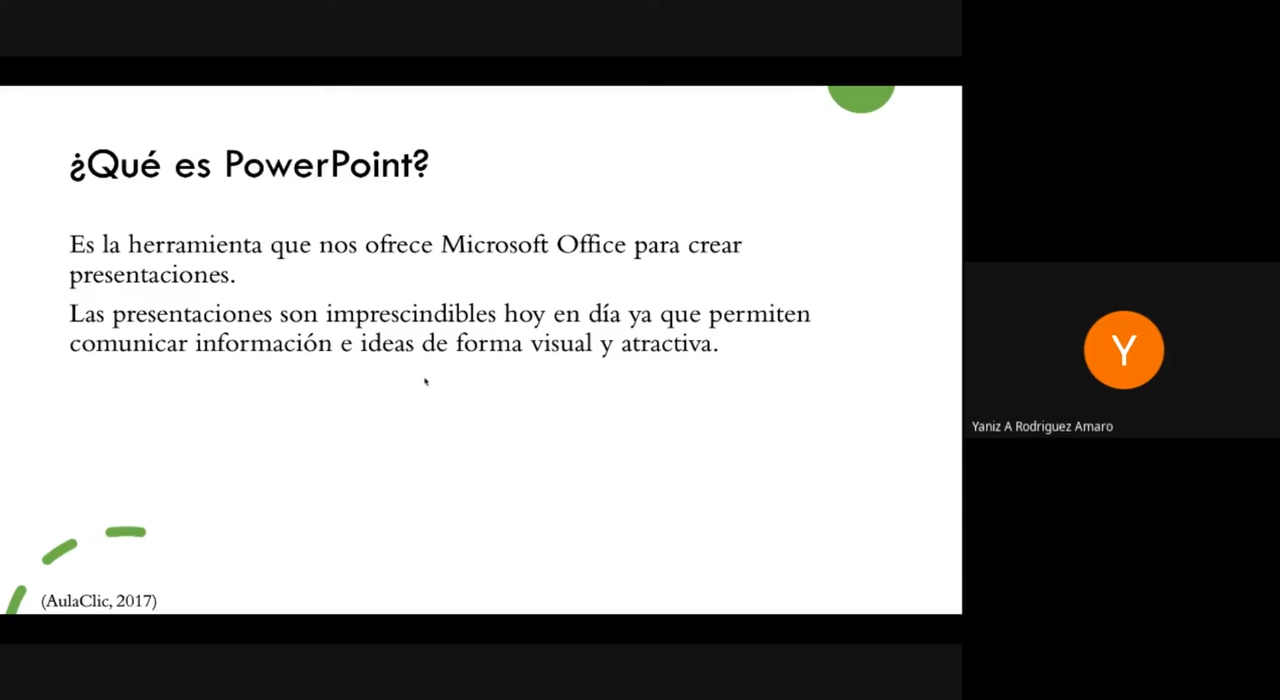 ¿Qué es PowerPoint?
Es la herramienta que nos ofrece Microsoft Office para crear
presentaciones.
Las presentaciones son imprescindibles hoy en día ya que permiten
comunicar información e ideas de forma visual y atractiva.
(AulaClic, 2017)
Y
Yaniz A Rodriguez Amaro